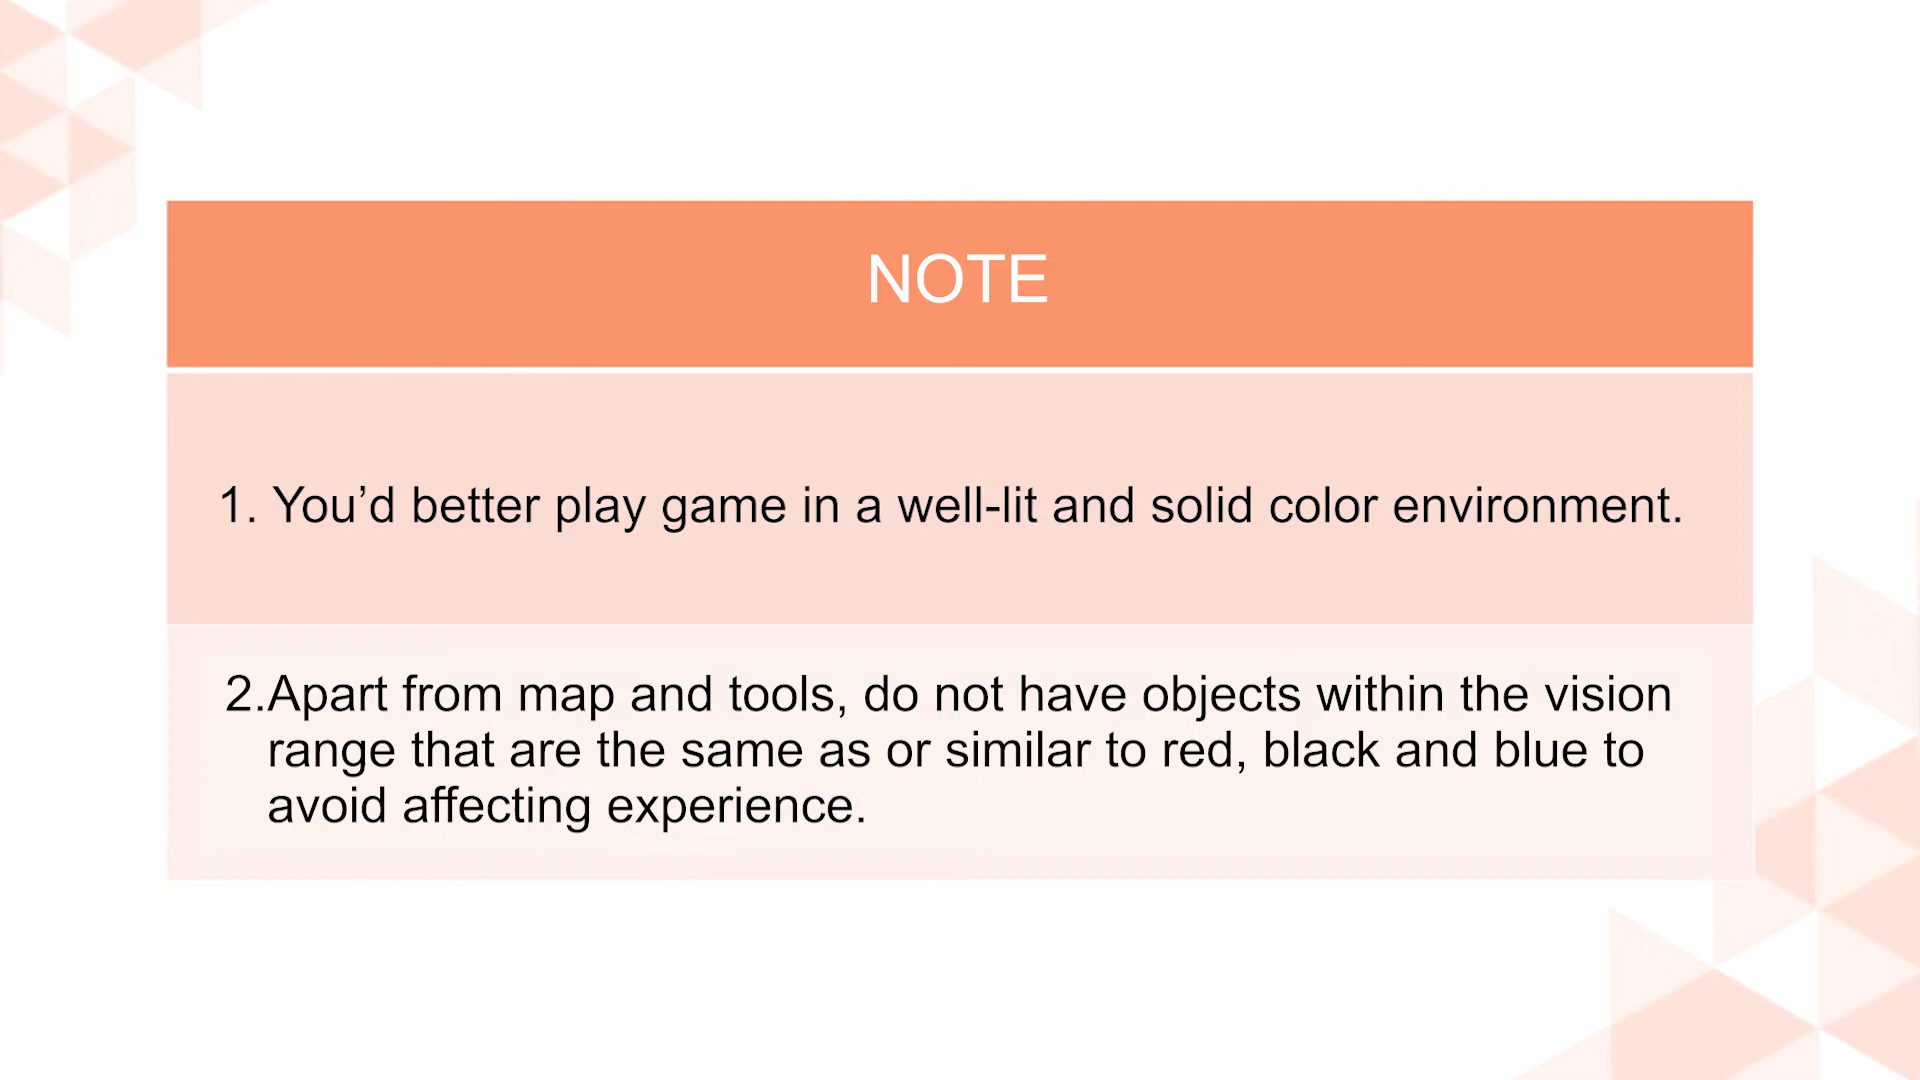 NOTE
1. You’d better play game in a well-lit and solid color environment.
2.Apart from map and tools, do not have objects within the vision
range that are the same as or similar to red, black and blue to
avoid affecting experience.